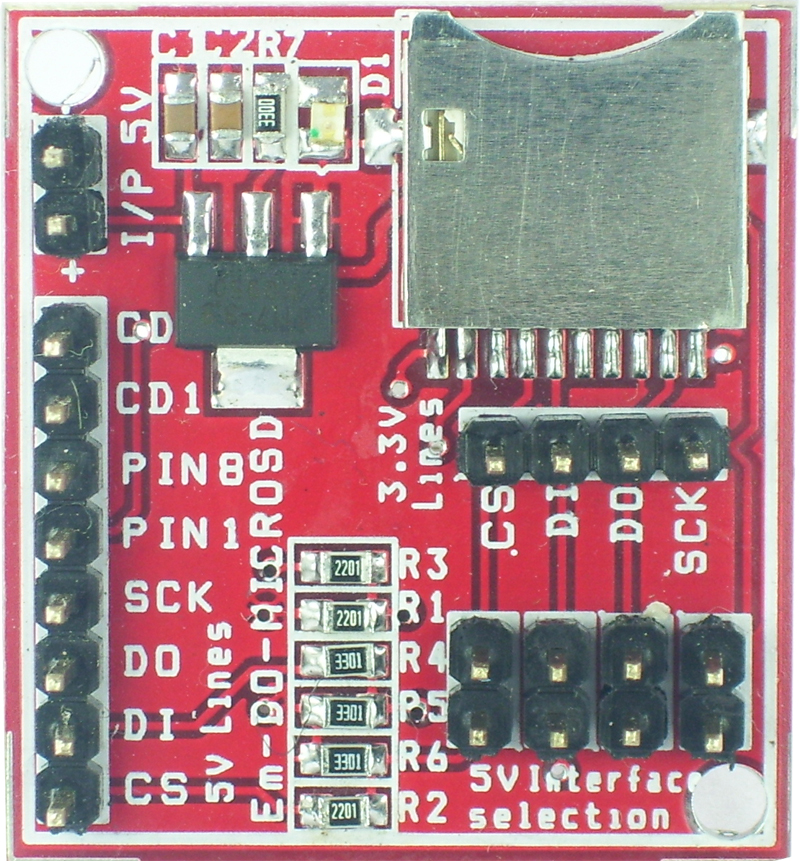 C1 C2 R7
D1
I/P 5V
+
3300
CD
CD1
PIN8
PIN1
SCK
DO
DI
CS
5V Lines
Em-DO-MICROSD
3.3V
Lines
CS
DI
DO
SCK
2201 R3
2201 R1
3301 R4
3301 R5
3301 R6
2201 R2
5V Interface
selection